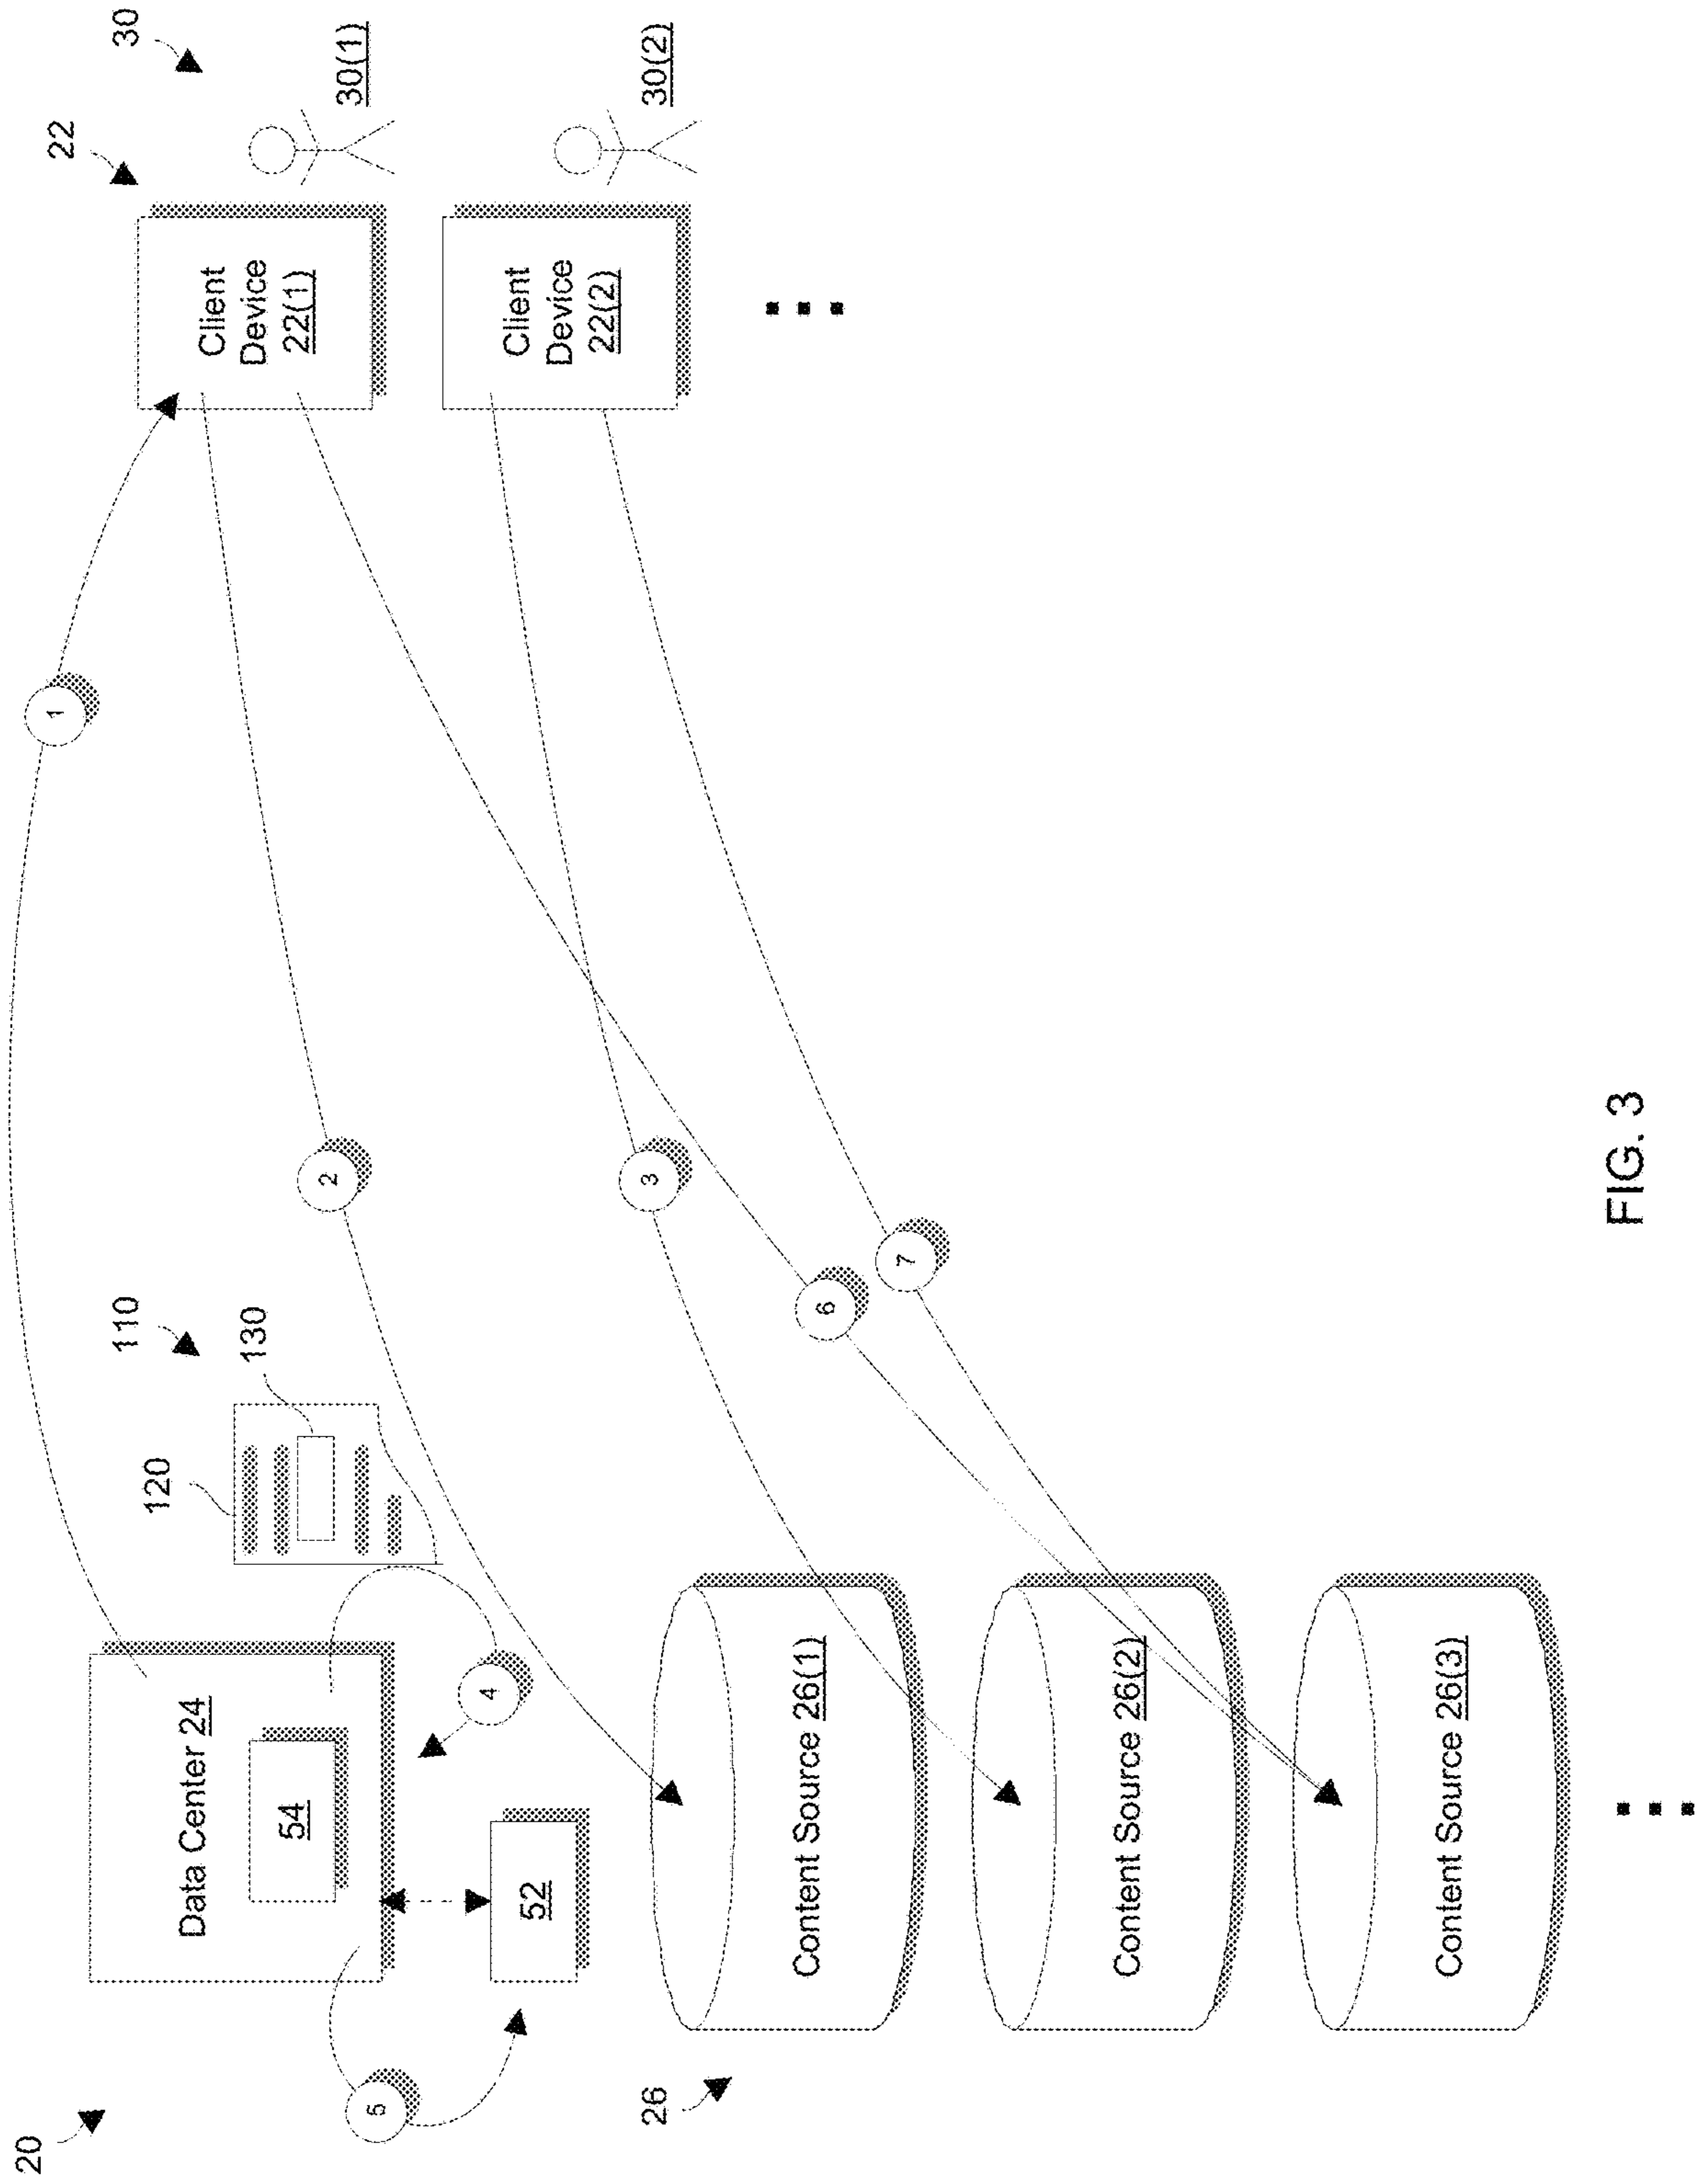 20
110
22
30
120
130
1
Data Center 24
54
Client
Device
22(1)
30(1)
2
4
5
52
Client
Device
22(2)
30(2)
3
26
Content Source 26(1)
6
7
Content Source 26(2)
Content Source 26(3)
FIG. 3